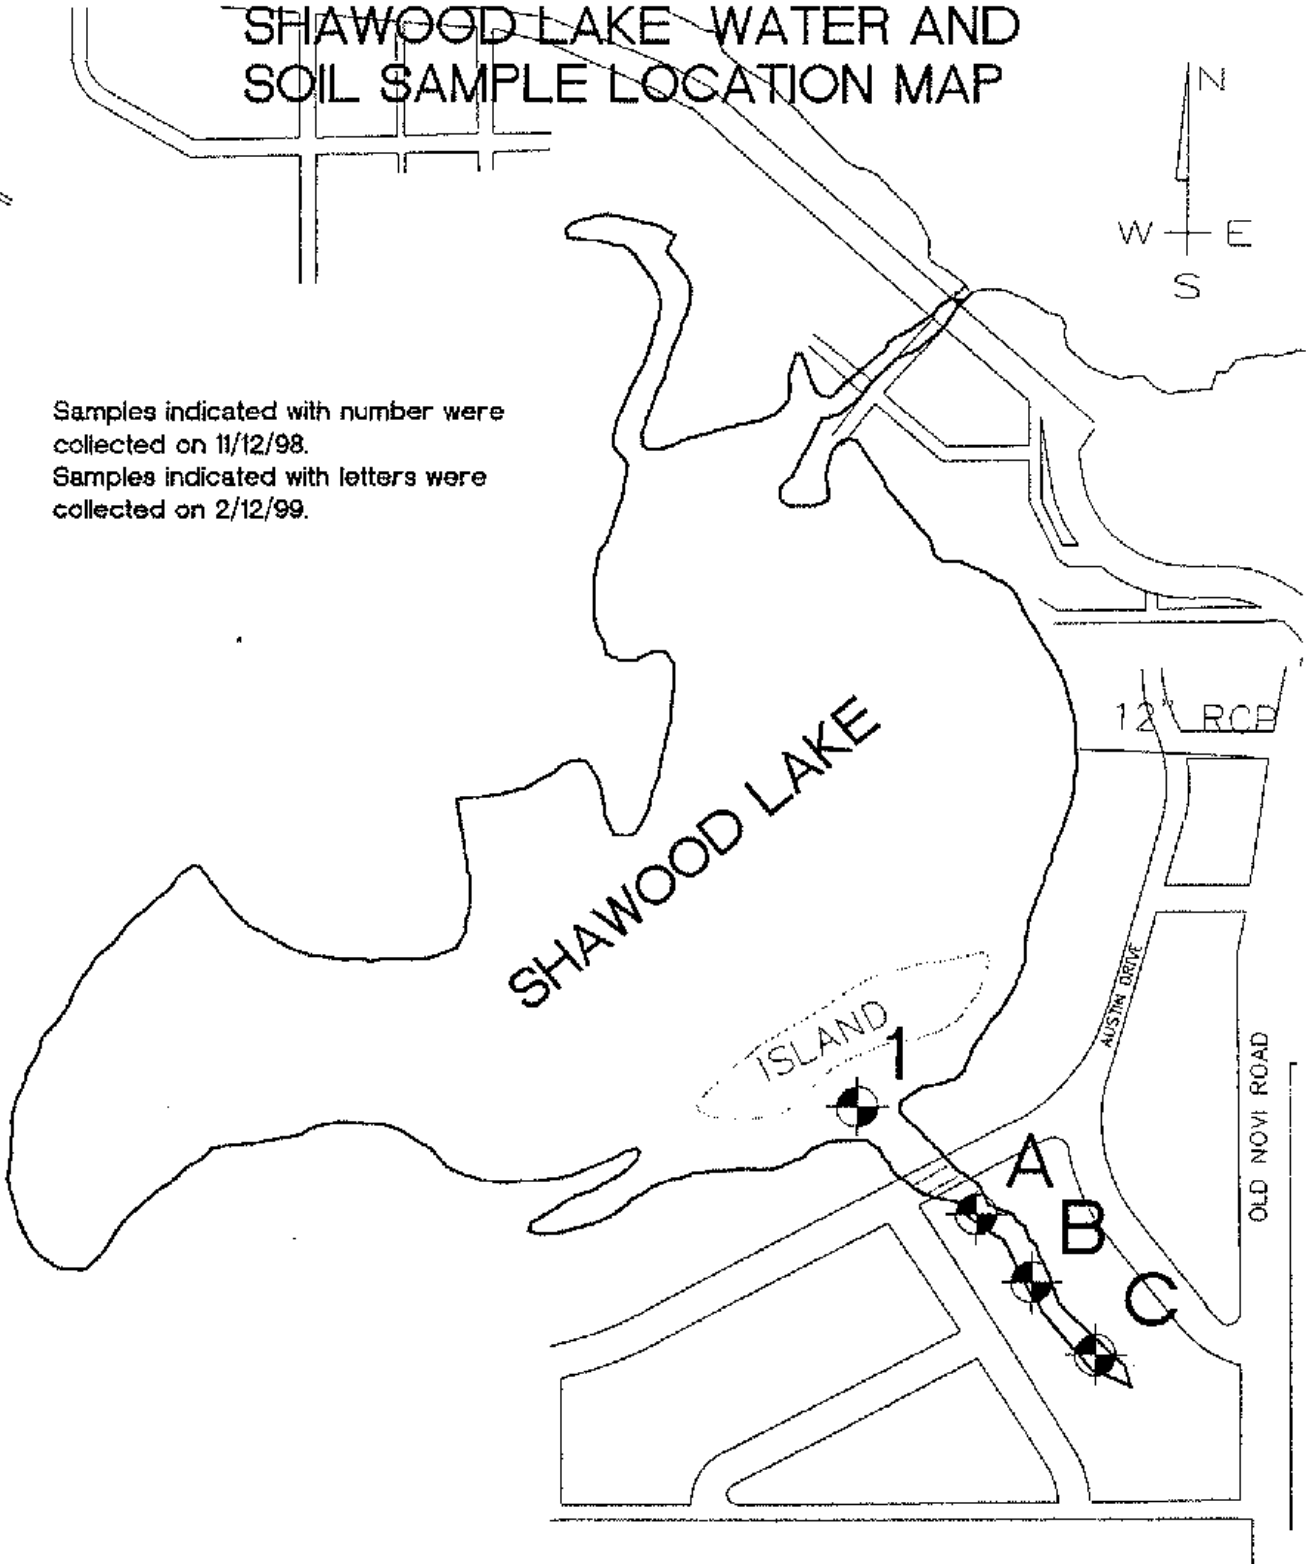 SHAWOOD LAKE WATER AND
SOIL SAMPLE LOCATION MAP
N
W E
S
Samples indicated with number were
collected on 11/12/98.
Samples indicated with letters were
collected on 2/12/99.
12" RCP
SHAWOOD LAKE
AUSTIN DRIVE
ISLAND
1
OLD NOVI ROAD
A
B
C